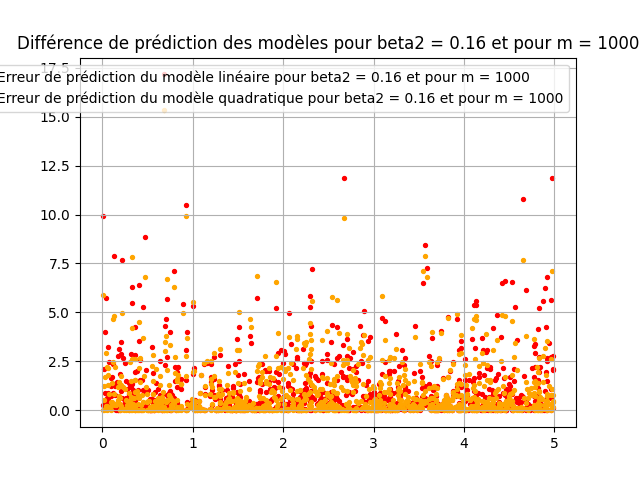 Différence de prédiction des modèles pour beta2 = 0.16 et pour m = 1000
17.5
Erreur de prédiction du modèle linéaire pour beta2 = 0.16 et pour m = 1000
Erreur de prédiction du modèle quadratique pour beta2 = 0.16 et pour m = 1000
15.0
12.5
10.0
7.5
5.0
2.5
0.0
0 1 2 3 4 5